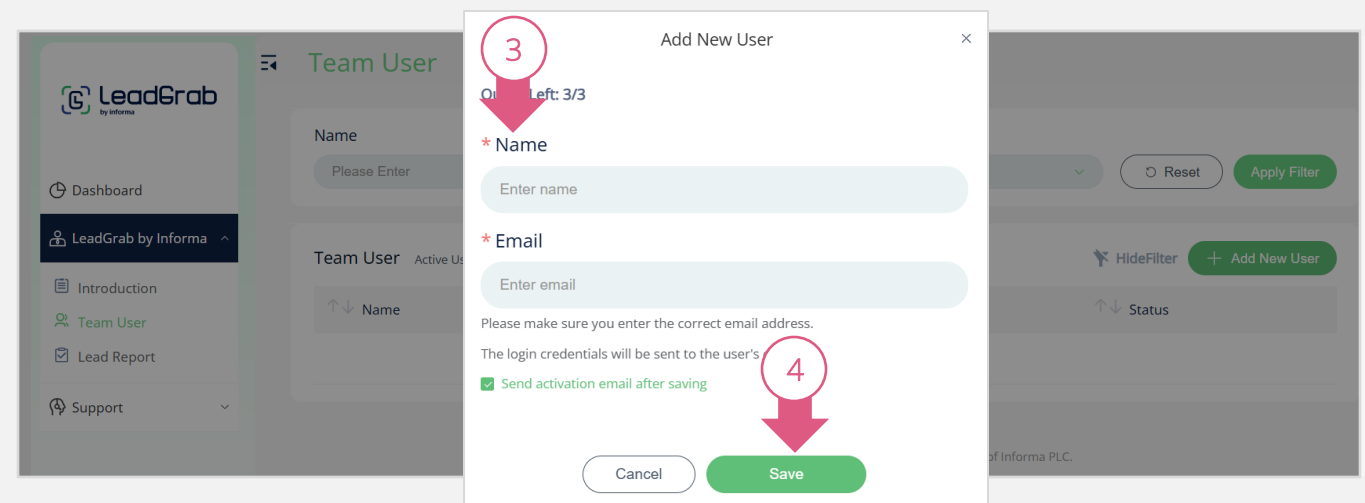 LeadGrab
by informa
Dashboard
LeadGrab by Informa
Introduction
Team User
Lead Report
Support
Team User
Name
Please Enter
Reset
Apply Filter
Team User Active
HideFilter
+ Add New User
Name
Status
of Informa PLC.
Add New User
×
3
Left: 3/3
* Name
Enter name
* Email
Enter email
Please make sure you enter the correct email address.
The login credentials will be sent to the user's
Send activation email after saving
4
Cancel
Save